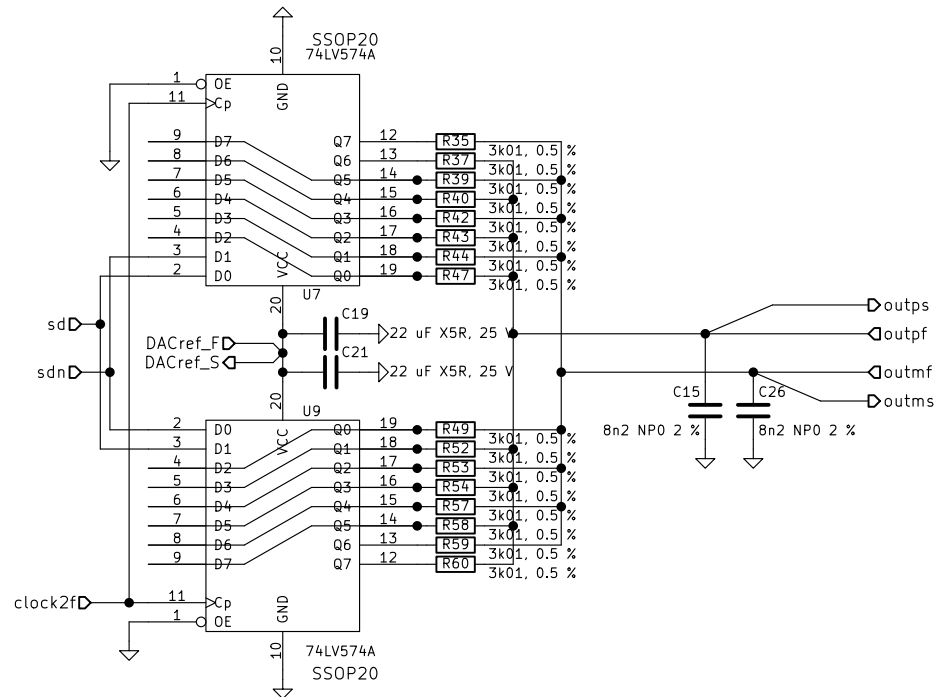 SSOP20
74LV574A
10
GND
1 OE
11 Cp
9 D7 Q7 12 R35 3k01, 0.5 %
8 D6 Q6 13 R37 3k01, 0.5 %
7 D5 Q5 14 R39 3k01, 0.5 %
6 D4 Q4 15 R40 3k01, 0.5 %
5 D3 Q3 16 R42 3k01, 0.5 %
4 D2 Q2 17 R43 3k01, 0.5 %
3 D1 Q1 18 R44 3k01, 0.5 %
2 D0 Q0 19 R47 3k01, 0.5 %
VCC
U7
20
C19
22 uF X5R, 25 V
sd
DACref_F
DACref_S
C21
22 uF X5R, 25 V
sdn
outps
outpf
outmf
outms
C15
8n2 NP0 2 %
C26
8n2 NP0 2 %
20
U9
VCC
2 D0 Q0 19 R49 3k01, 0.5 %
3 D1 Q1 18 R52 3k01, 0.5 %
4 D2 Q2 17 R53 3k01, 0.5 %
5 D3 Q3 16 R54 3k01, 0.5 %
6 D4 Q4 15 R57 3k01, 0.5 %
7 D5 Q5 14 R58 3k01, 0.5 %
8 D6 Q6 13 R59 3k01, 0.5 %
9 D7 Q7 12 R60 3k01, 0.5 %
clock2f
11 Cp
1 OE
GND
10
74LV574A
SSOP20